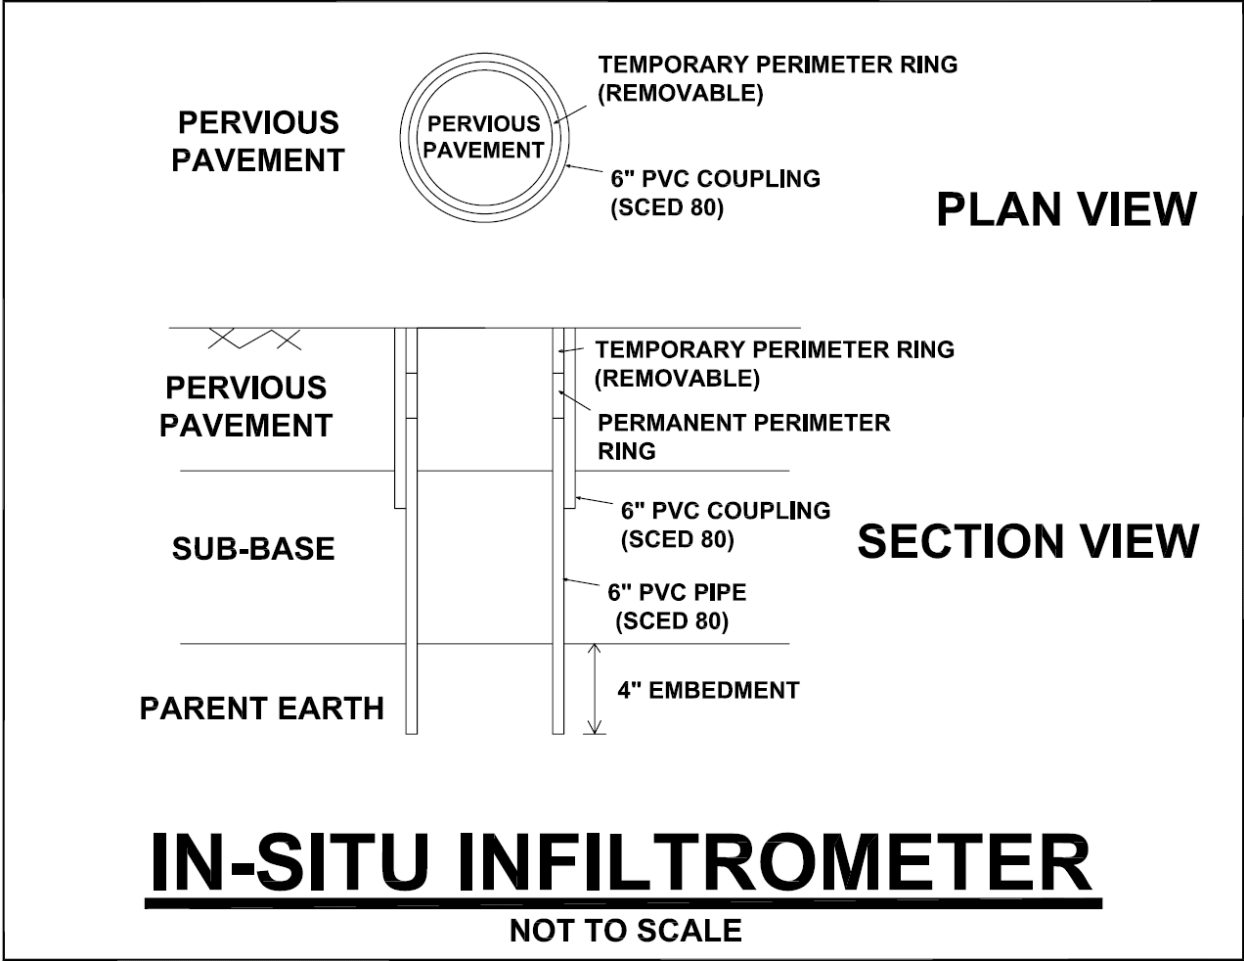 TEMPORARY PERIMETER RING
(REMOVABLE)
PERVIOUS
PAVEMENT
PERVIOUS
PAVEMENT
6" PVC COUPLING
(SCED 80)
PLAN VIEW
TEMPORARY PERIMETER RING
(REMOVABLE)
PERVIOUS
PAVEMENT
PERMANENT PERIMETER
RING
6" PVC COUPLING
(SCED 80)
SECTION VIEW
SUB-BASE
6" PVC PIPE
(SCED 80)
4" EMBEDMENT
PARENT EARTH
IN-SITU INFILTROMETER
NOT TO SCALE